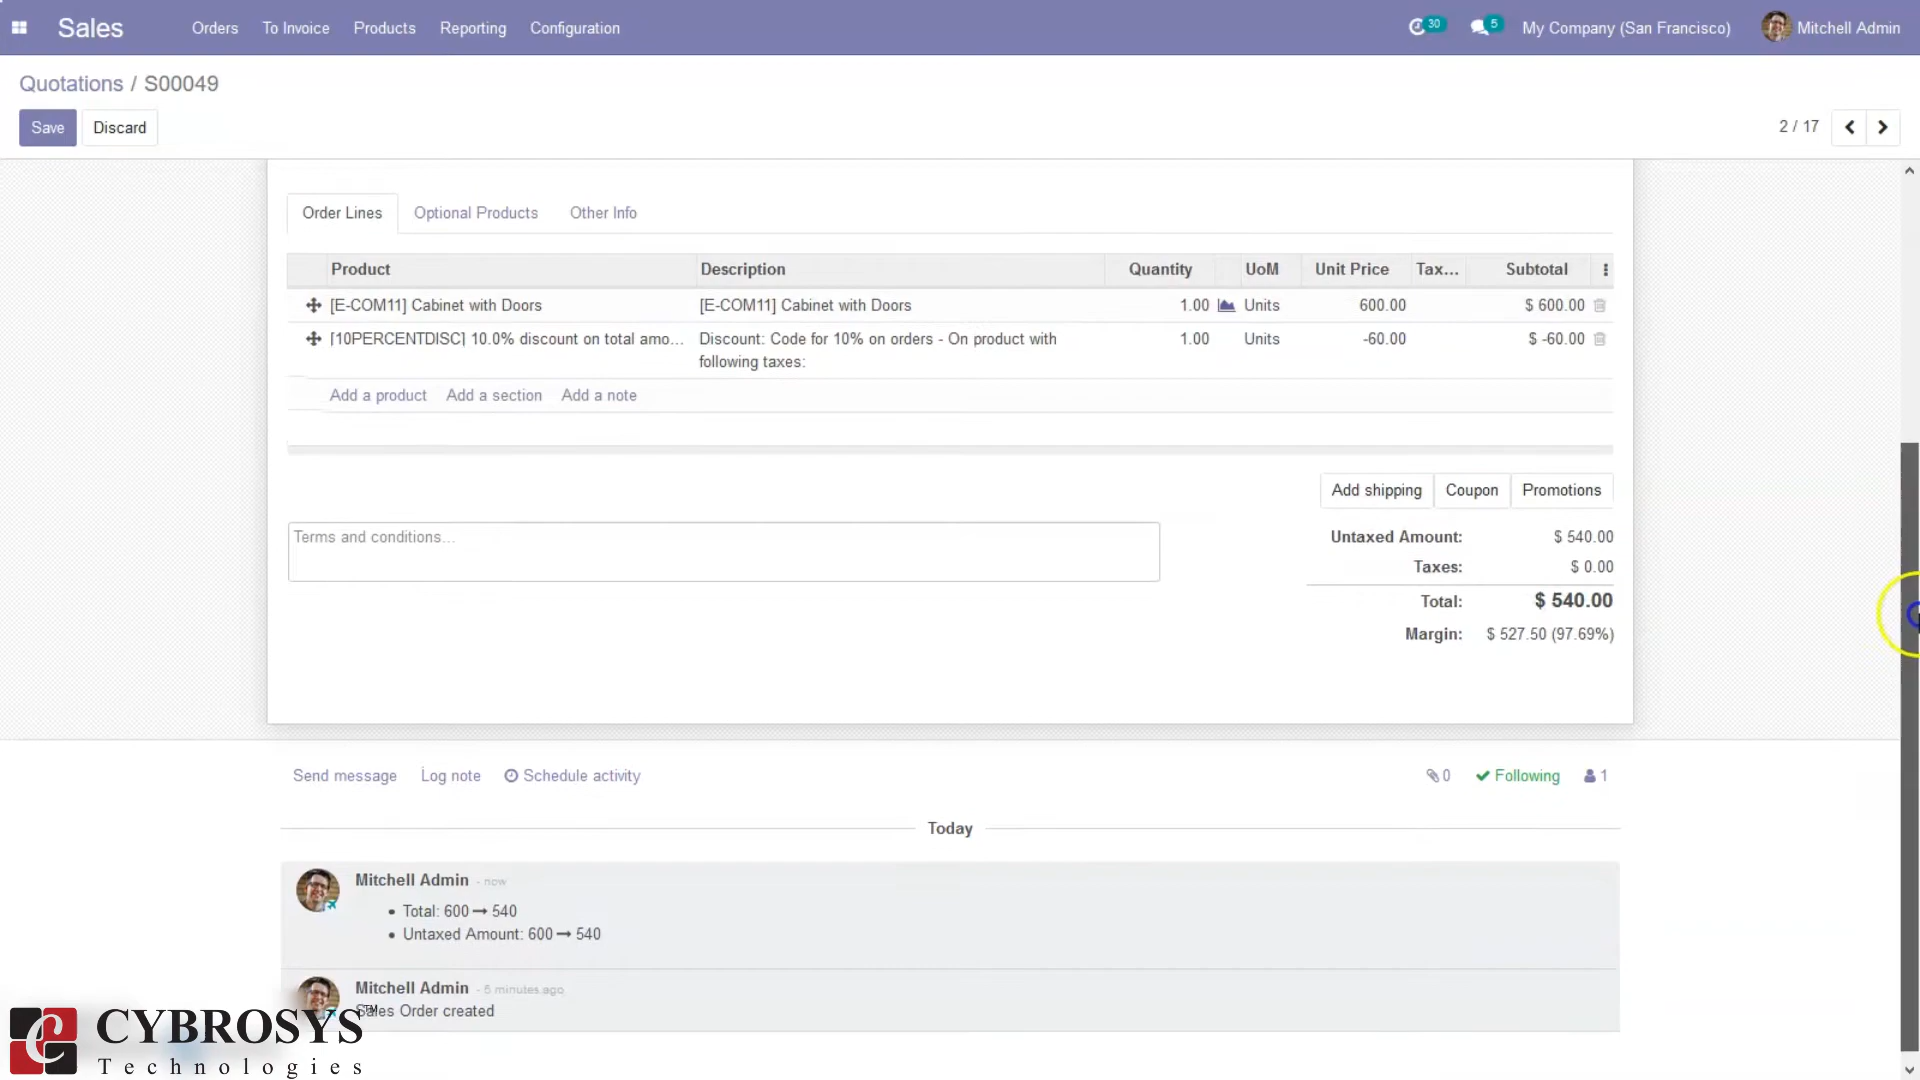 Sales Orders To Invoice Products Reporting Configuration 30 5 My Company (San Francisco) Mitchell Admin
Quotations / S00049
Save Discard 2 / 17
Order Lines Optional Products Other Info
Product Description Quantity UoM Unit Price Tax... Subtotal
[E-COM11] Cabinet with Doors [E-COM11] Cabinet with Doors 1.00 Units 600.00 $ 600.00
[10PERCENTDISC] 10.0% discount on total amo... Discount: Code for 10% on orders - On product with 1.00 Units -60.00 $ -60.00
following taxes:
Add a product Add a section Add a note
Add shipping Coupon Promotions
Terms and conditions...
Untaxed Amount: $ 540.00
Taxes: $ 0.00
Total: $ 540.00
Margin: $ 527.50 (97.69%)
Send message Log note Schedule activity 0 Following 1
Today
Mitchell Admin - now
• Total: 600 → 540
• Untaxed Amount: 600 → 540
Mitchell Admin - 6 minutes ago
Sales Order created
CYBROSYS™
Technologies